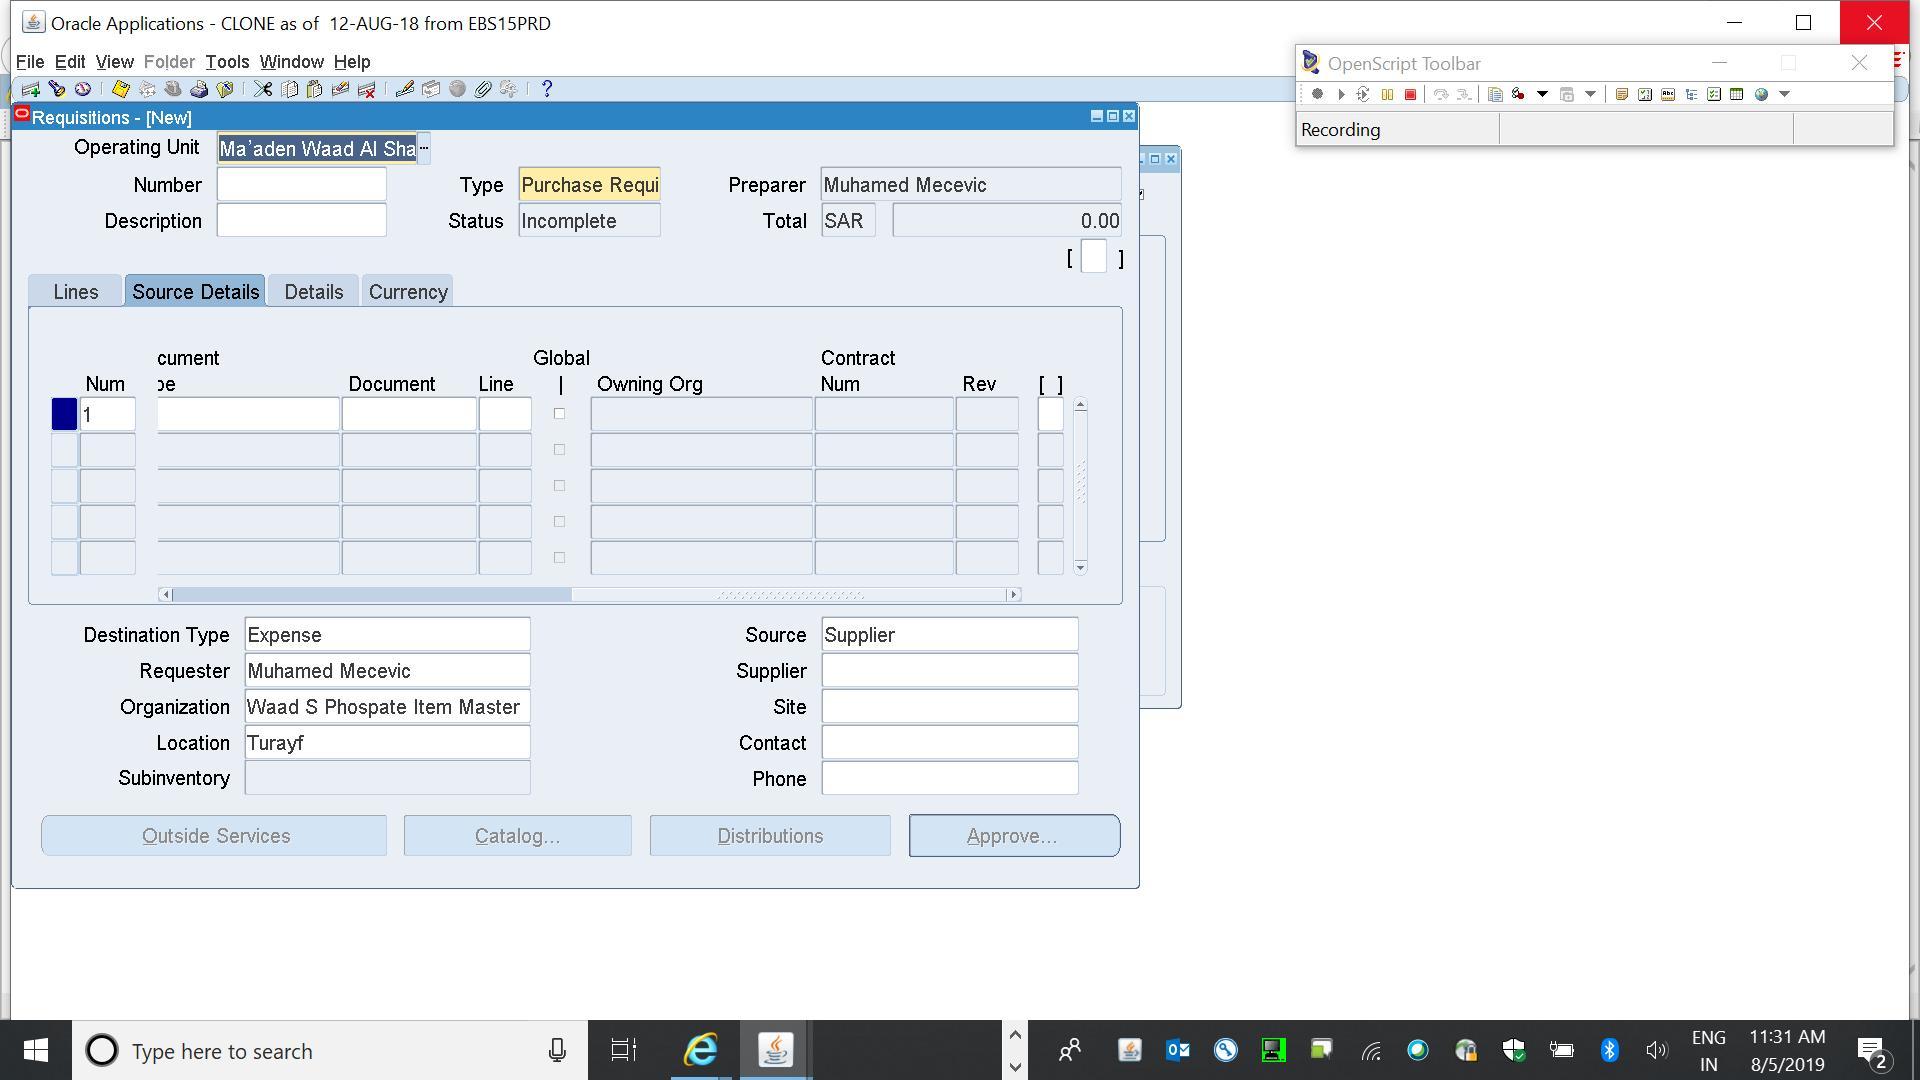 Oracle Applications - CLONE as of  12-AUG-18 from EBS15PRD
File Edit View Folder Tools Window Help
OpenScript Toolbar
Recording
Requisitions - [New]
Operating Unit Ma'aden Waad Al Sha
Number Type Purchase Requi Preparer Muhamed Mecevic
Description Status Incomplete Total SAR 0.00
[ ]
Lines Source Details Details Currency
cument Global Contract
Num pe Document Line | Owning Org Num Rev [ ]
1
Destination Type Expense Source Supplier
Requester Muhamed Mecevic Supplier
Organization Waad S Phospate Item Master Site
Location Turayf Contact
Subinventory Phone
Outside Services Catalog... Distributions Approve...
Type here to search
ENG 11:31 AM
IN 8/5/2019
2